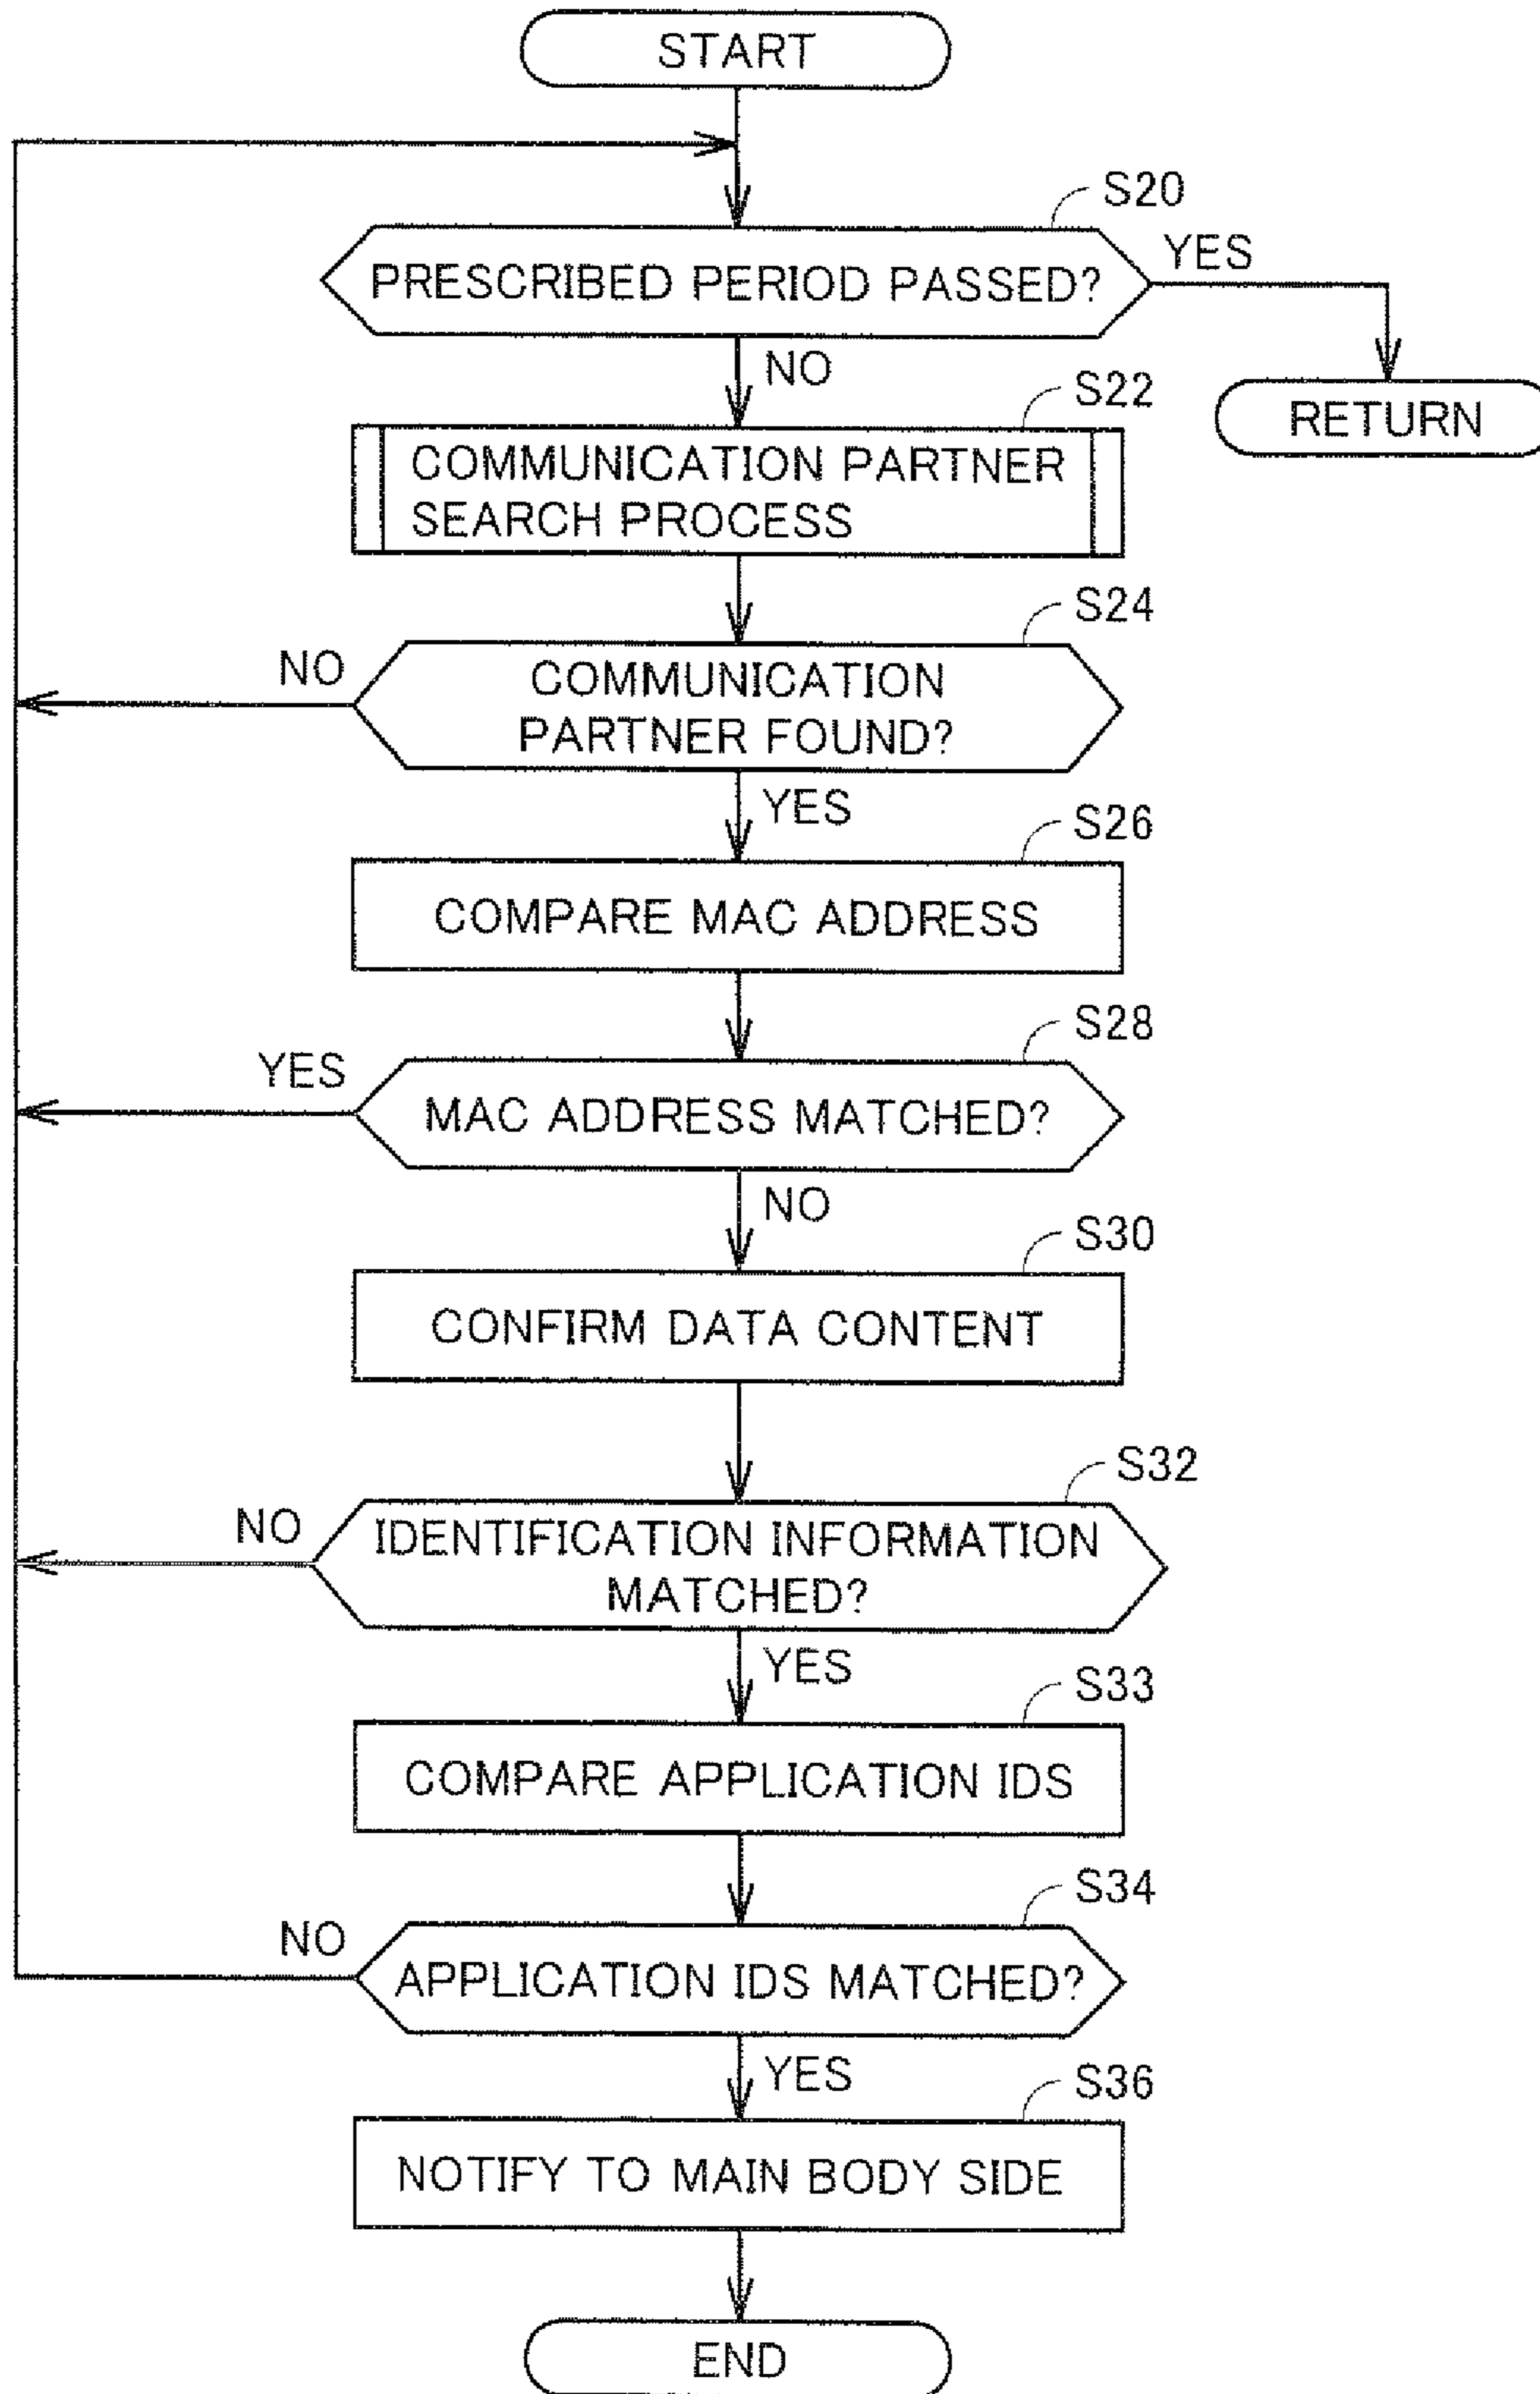 START
S20
PRESCRIBED PERIOD PASSED?
YES
NO
RETURN
S22
COMMUNICATION PARTNER
SEARCH PROCESS
S24
NO
COMMUNICATION
PARTNER FOUND?
YES
S26
COMPARE MAC ADDRESS
S28
YES
MAC ADDRESS MATCHED?
NO
S30
CONFIRM DATA CONTENT
S32
NO
IDENTIFICATION INFORMATION
MATCHED?
YES
S33
COMPARE APPLICATION IDS
S34
NO
APPLICATION IDS MATCHED?
YES
S36
NOTIFY TO MAIN BODY SIDE
END